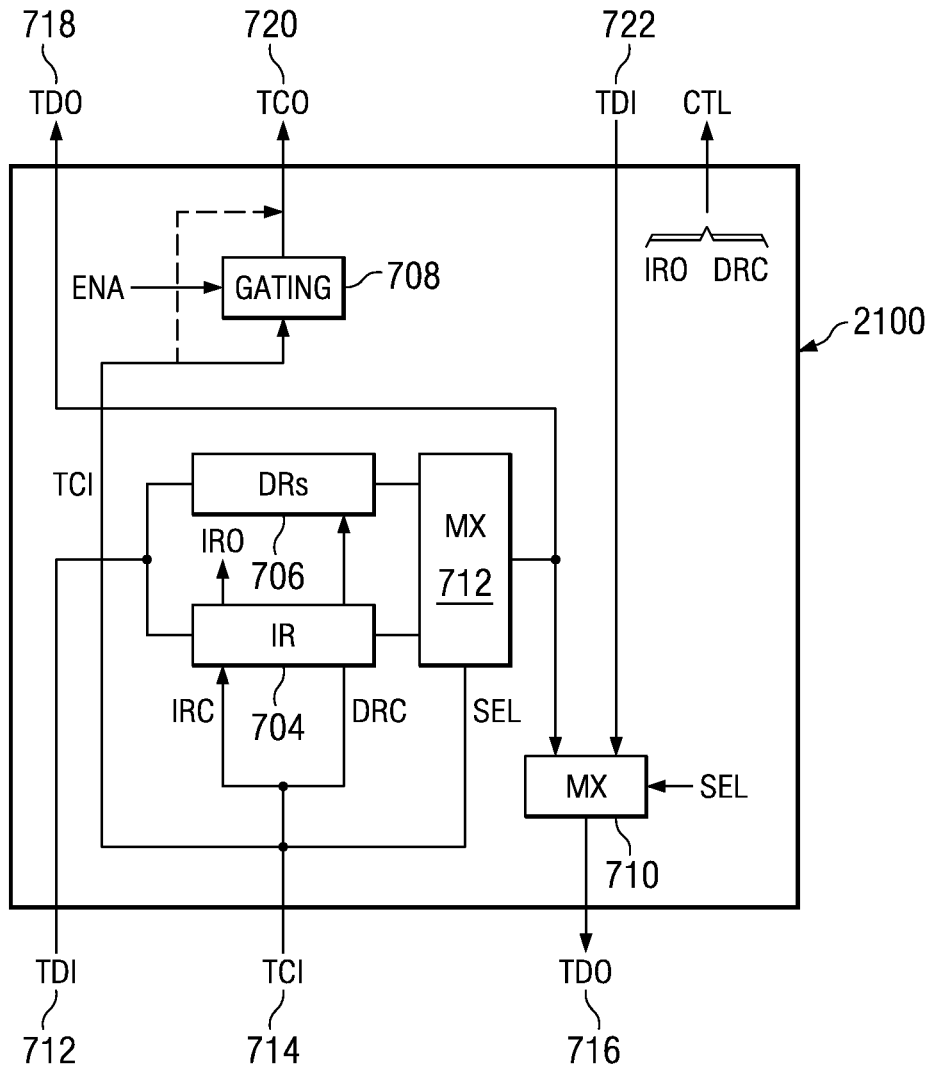 718 720 722
TDO TCO TDI CTL
IRO DRC
ENA GATING 708
2100
TCI DRs MX
IRO 706 712
IR
IRC 704 DRC SEL
MX SEL
710
TDI TCI TDO
712 714 716